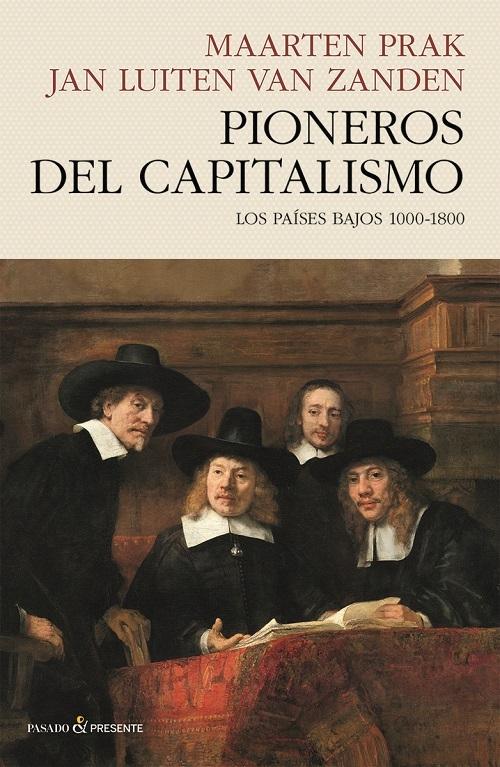 MAARTEN PRAK
JAN LUITEN VAN ZANDEN
PIONEROS
DEL CAPITALISMO
LOS PAÍSES BAJOS 1000-1800
PASADO & PRESENTE